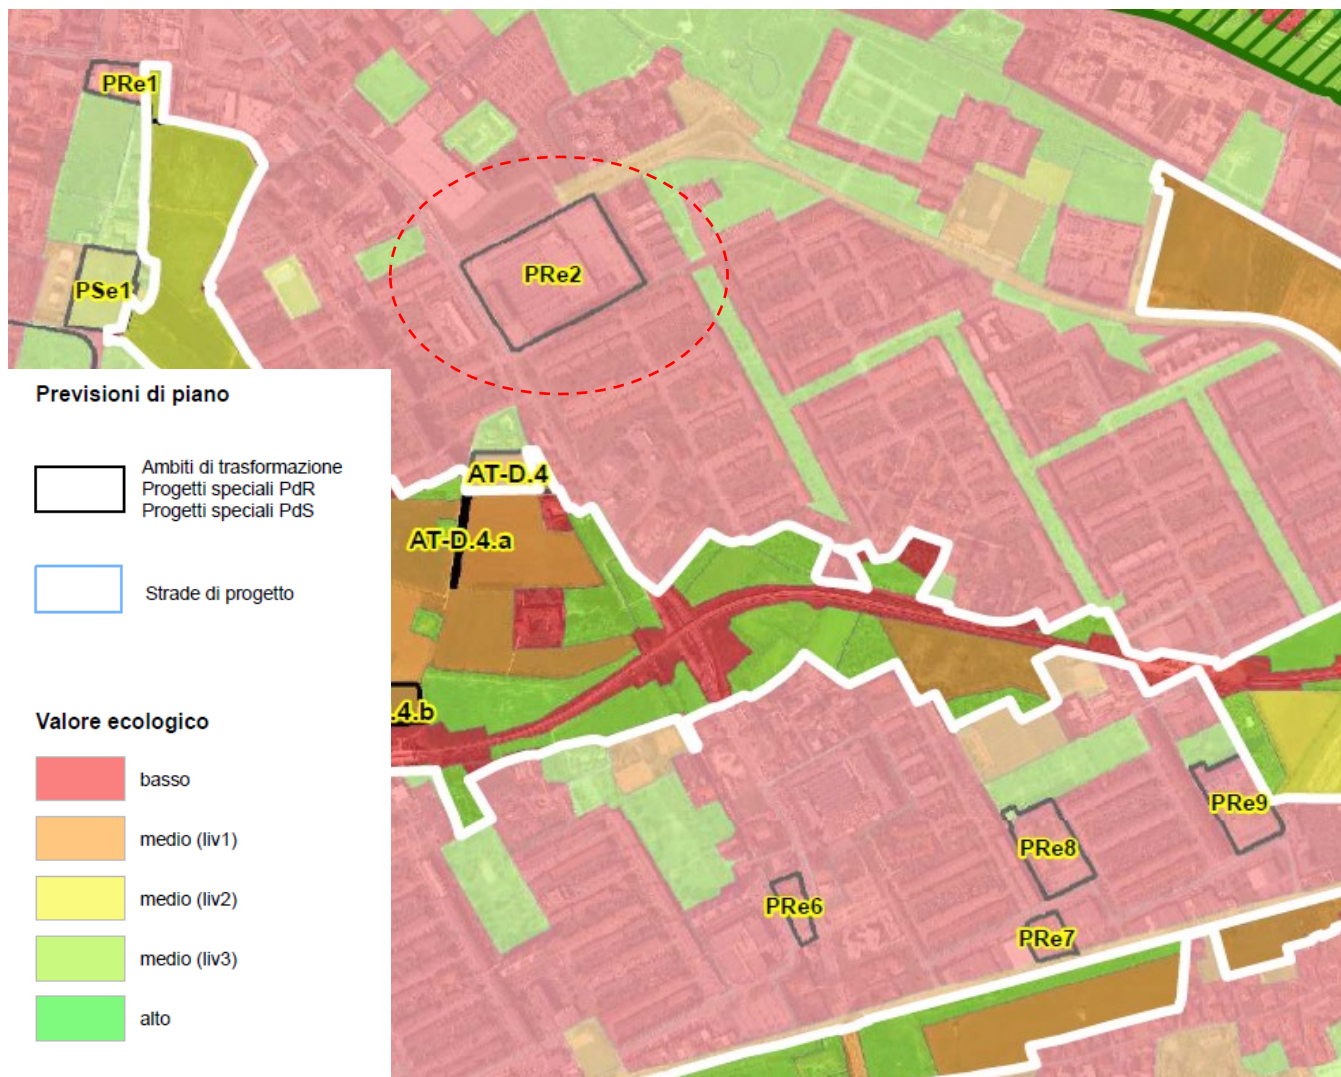 PRe1
PRe2
PSe1
Previsioni di piano
Ambiti di trasformazione
Progetti speciali PdR
Progetti speciali PdS
Strade di progetto
AT-D.4
AT-D.4.a
.4.b
Valore ecologico
basso
medio (liv1)
medio (liv2)
medio (liv3)
alto
PRe9
PRe8
PRe6
PRe7